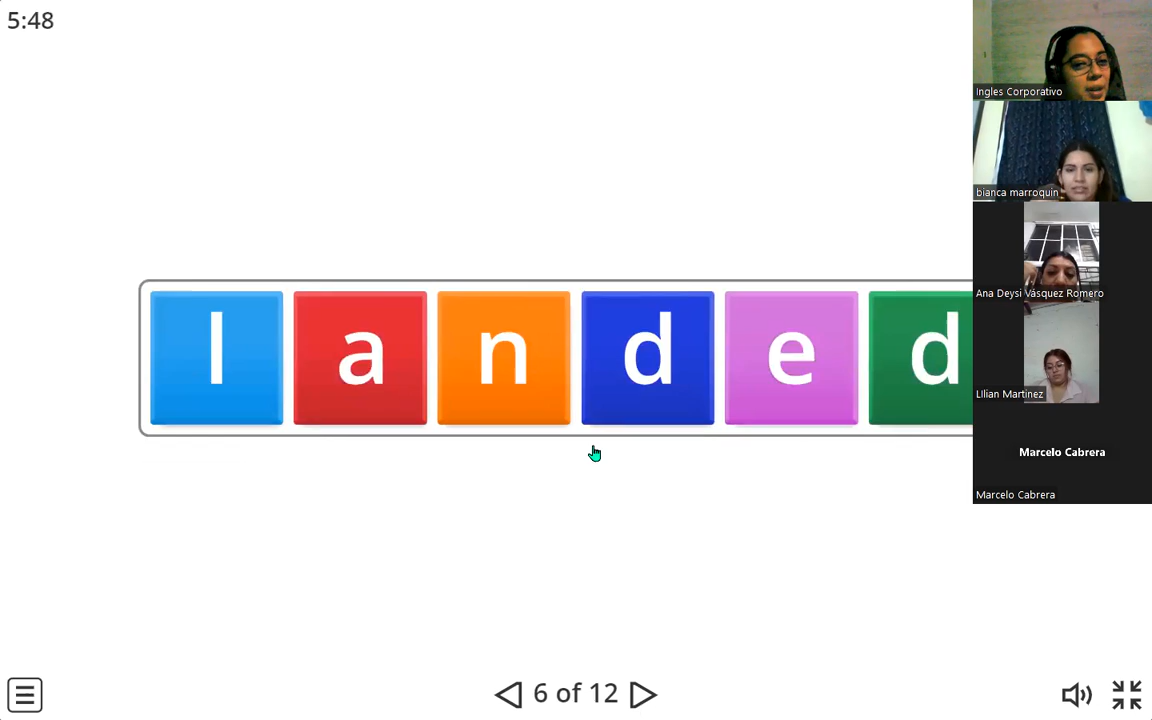 5:48
Ingles Corporativo
bianca marroquin
Ana Deysi Vásquez Romero
l a n d e d
LIlian Martinez
Marcelo Cabrera
Marcelo Cabrera
6 of 12